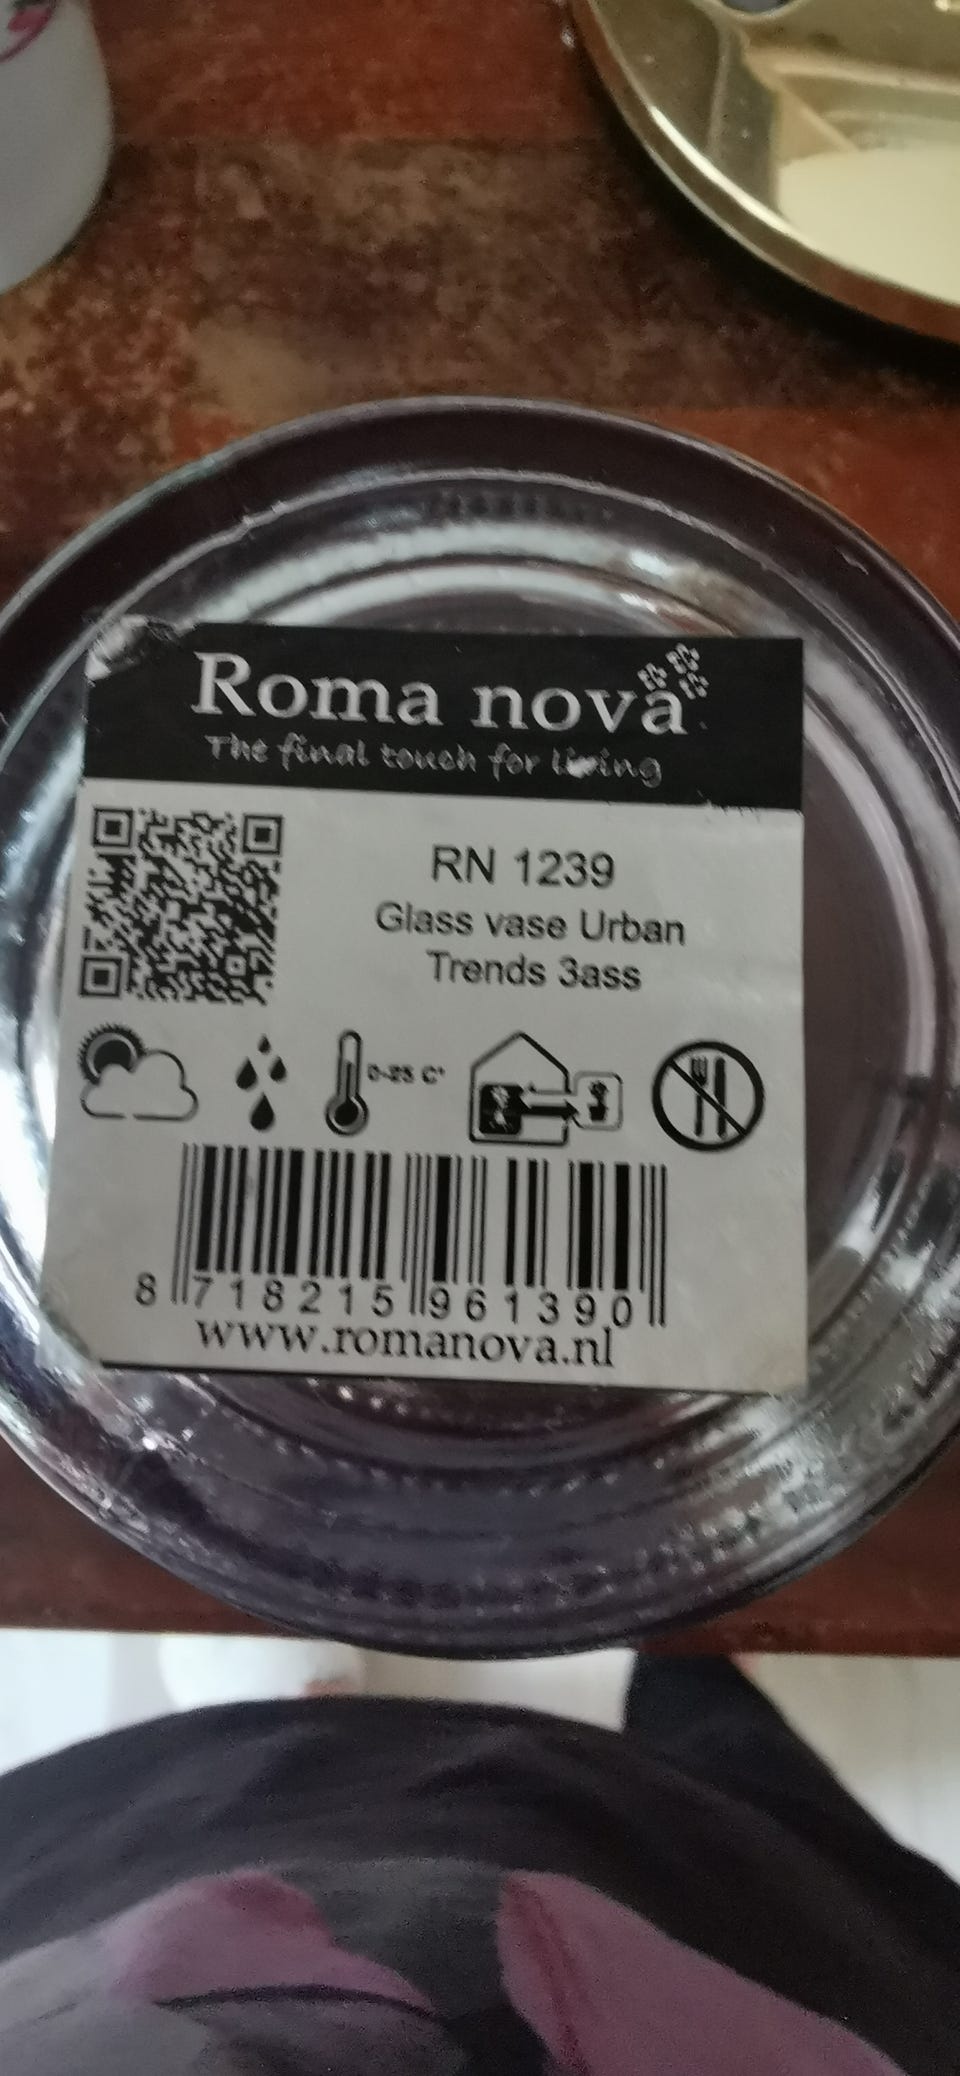 Roma nova
The final touch for living
RN 1239
Glass vase Urban
Trends 3ass
0-25 C°
8 718215 961390
www.romanova.nl